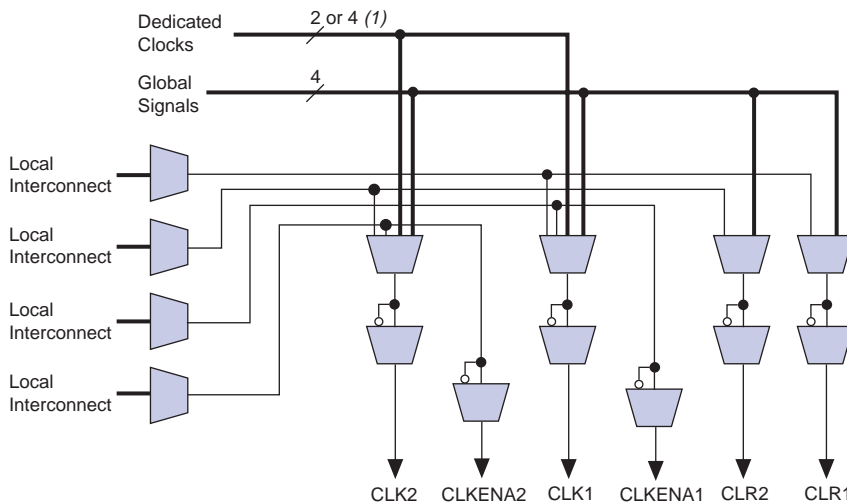 Dedicated
Clocks
2 or 4 (1)
Global
Signals
4
Local
Interconnect
Local
Interconnect
Local
Interconnect
Local
Interconnect
CLK2
CLKENA2
CLK1
CLKENA1
CLR2
CLR1